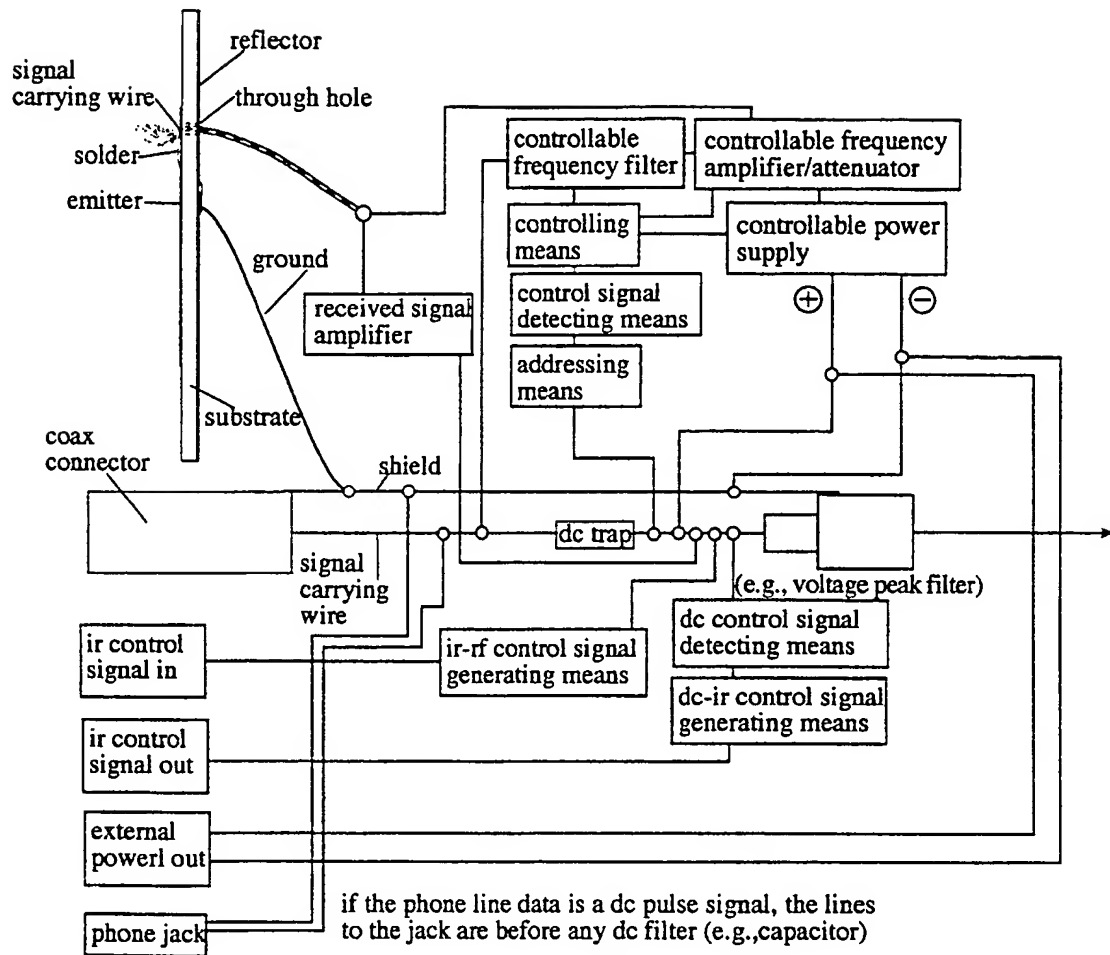 reflector
signal
carrying wire
through hole
solder
emitter
ground
controllable
frequency filter
controllable frequency
amplifier/attenuator
controlling
means
controllable power
supply
+
−
control signal
detecting means
received signal
amplifier
addressing
means
substrate
coax
connector
shield
dc trap
signal
carrying
wire
(e.g., voltage peak filter)
ir control
signal in
ir-rf control signal
generating means
dc control signal
detecting means
dc-ir control signal
generating means
ir control
signal out
external
powerl out
phone jack
if the phone line data is a dc pulse signal, the lines
to the jack are before any dc filter (e.g.,capacitor)